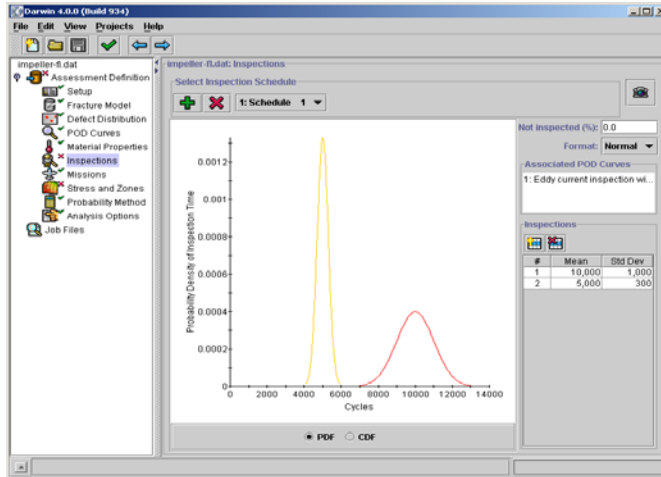 Darwin 4.0.0 (Build 934)
File Edit View Projects Help
impeller-fl.dat
Assessment Definition
Setup
Fracture Model
Defect Distribution
POD Curves
Material Properties
Inspections
Missions
Stress and Zones
Probability Method
Analysis Options
Job Files
impeller-fl.dat: Inspections
Select Inspection Schedule
1: Schedule 1
Probability Density of Inspection Time
0.0012
0.001
0.0008
0.0006
0.0004
0.0002
0
0 2000 4000 6000 8000 10000 12000 14000
Cycles
PDF CDF
Not inspected (%): 0.0
Format: Normal
Associated POD Curves
1: Eddy current inspection wi...
Inspections
# Mean Std Dev
1 10,000 1,000
2 5,000 300